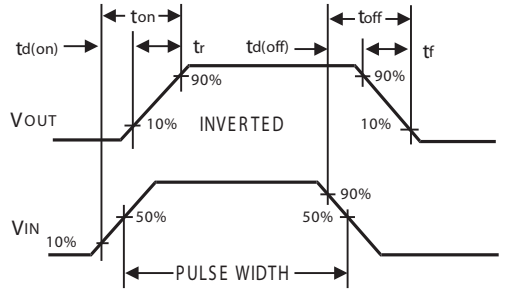 ton toff
td(on) tr td(off) tf
90% 90%
VOUT 10% INVERTED 10%
90%
50% 50%
VIN 10%
PULSE WIDTH